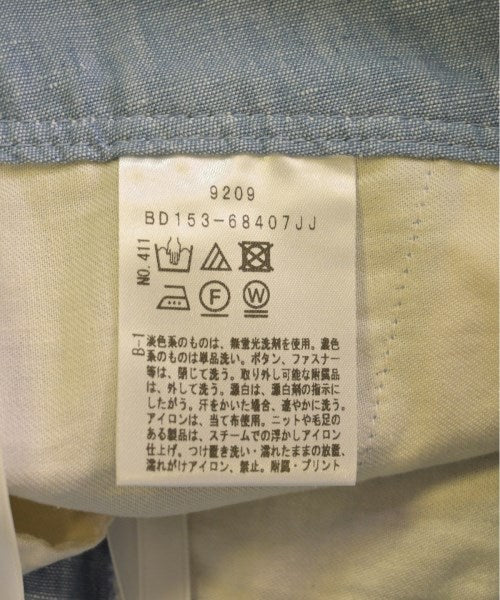 9209
BD153-68407JJ
NO.411
F W
B-1
淡色系のものは、無蛍光洗剤を使用。濃色
系のものは単品洗い。ボタン、ファスナー
等は、閉じて洗う。取り外し可能な附属品
は、外して洗う。漂白は、漂白剤の指示に
したがう。汗をかいた場合、速やかに洗う。
アイロンは、当て布使用。ニットや毛足の
ある製品は、スチームでの浮かしアイロン
仕上げ。つけ置き洗い・濡れたままの放置、
濡れがけアイロン、禁止。附属・プリント